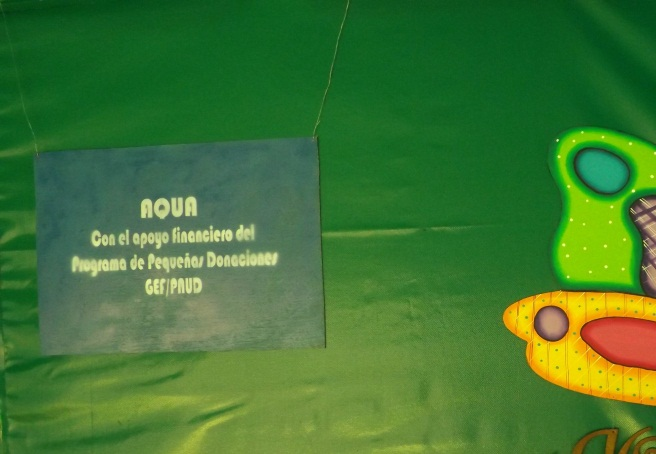 AQUA
Con el apoyo financiero del
Programa de Pequeñas Donaciones
GEF/PNUD